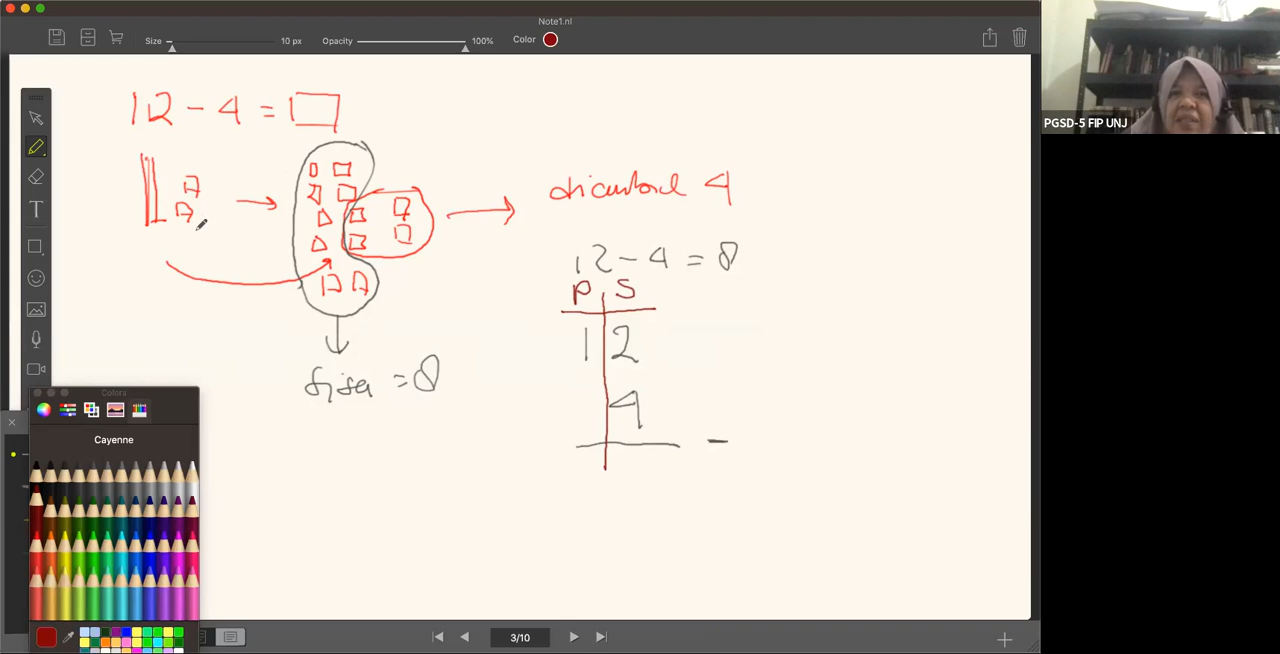 Note1.nl
Size 10 px Opacity 100% Color
12 - 4 = □
diambil 4
12 - 4 = 8
P S
1 2
4
-
sisa = 8
PGSD-5 FIP UNJ
Colors
Cayenne
3/10